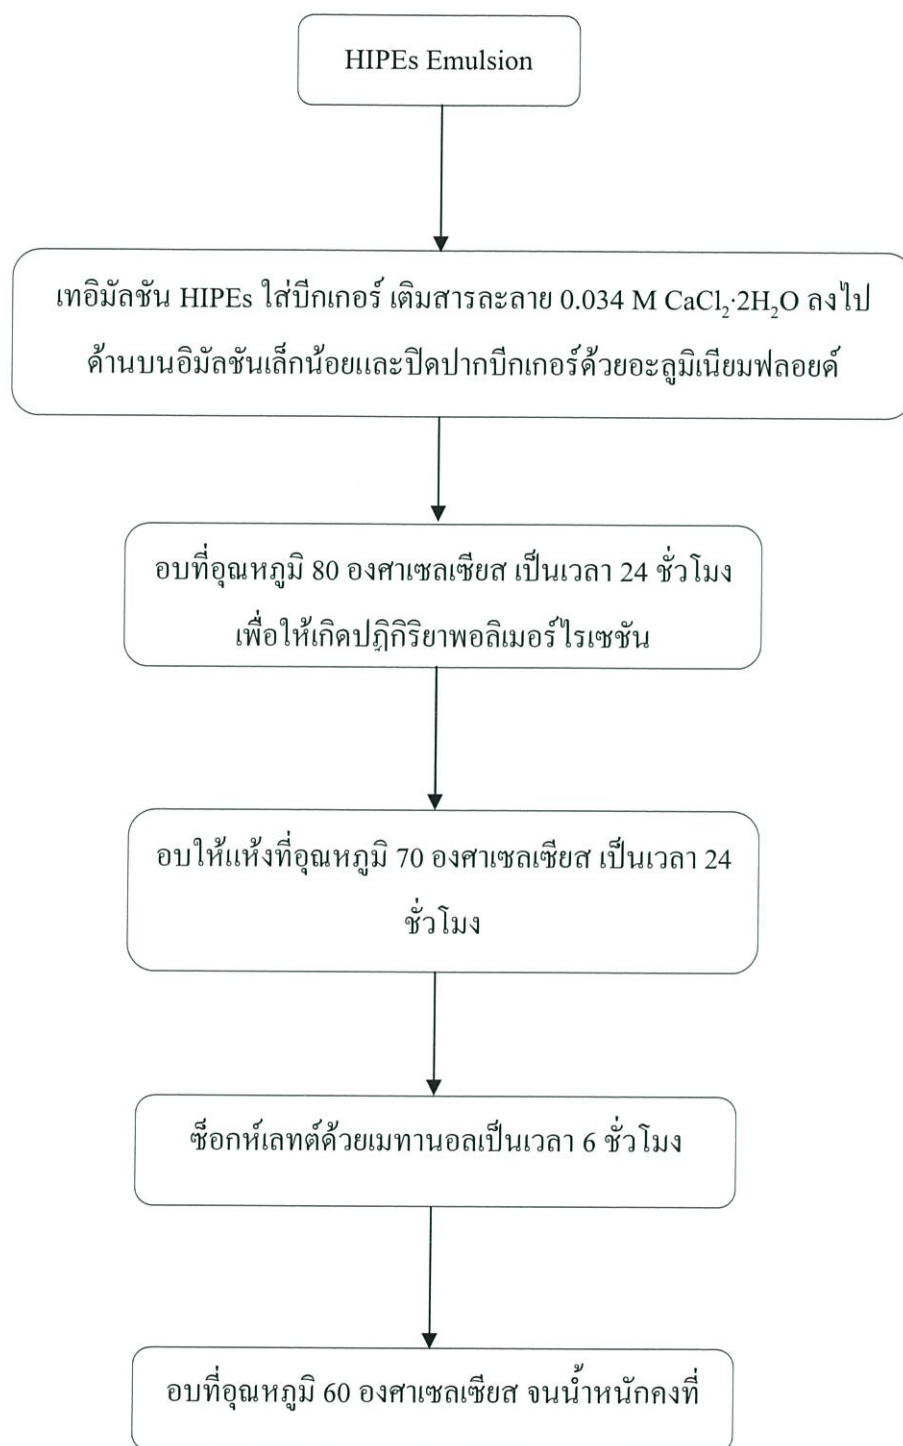 HIPEs Emulsion
เทอิมัลชัน HIPEs ใส่บีกเกอร์ เติมสารละลาย 0.034 M CaCl₂·2H₂O ลงไป
ด้านบนอิมัลชันเล็กน้อยและปิดปากบีกเกอร์ด้วยอะลูมิเนียมฟลอยด์
อบที่อุณหภูมิ 80 องศาเซลเซียส เป็นเวลา 24 ชั่วโมง
เพื่อให้เกิดปฏิกิริยาพอลิเมอร์ไรเซชัน
อบให้แห้งที่อุณหภูมิ 70 องศาเซลเซียส เป็นเวลา 24
ชั่วโมง
ซ็อกห์เลทต์ด้วยเมทานอลเป็นเวลา 6 ชั่วโมง
อบที่อุณหภูมิ 60 องศาเซลเซียส จนน้ำหนักคงที่